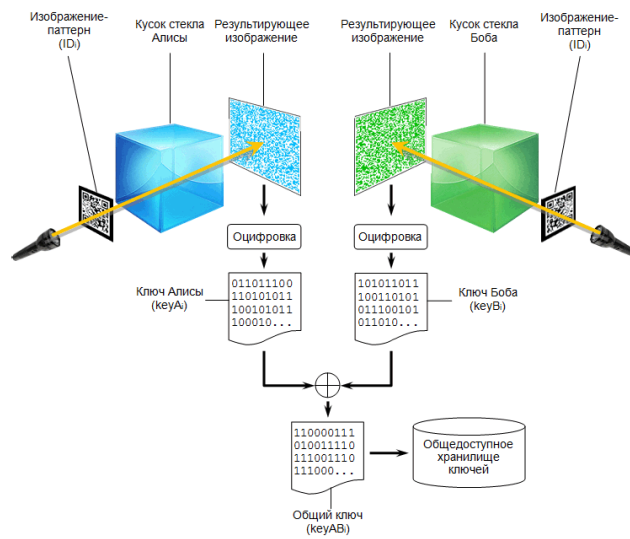 Изображение-
паттерн
(IDᵢ)
Кусок стекла
Алисы
Результирующее
изображение
Результирующее
изображение
Кусок стекла
Боба
Изображение-
паттерн
(IDᵢ)
Оцифровка
Оцифровка
Ключ Алисы
(keyAᵢ)
011011100
110101011
100101011
100010...
101011011
100110101
011100101
011010...
Ключ Боба
(keyBᵢ)
110000111
010011110
111001110
111000...
Общедоступное
хранилище
ключей
Общий ключ
(keyABᵢ)